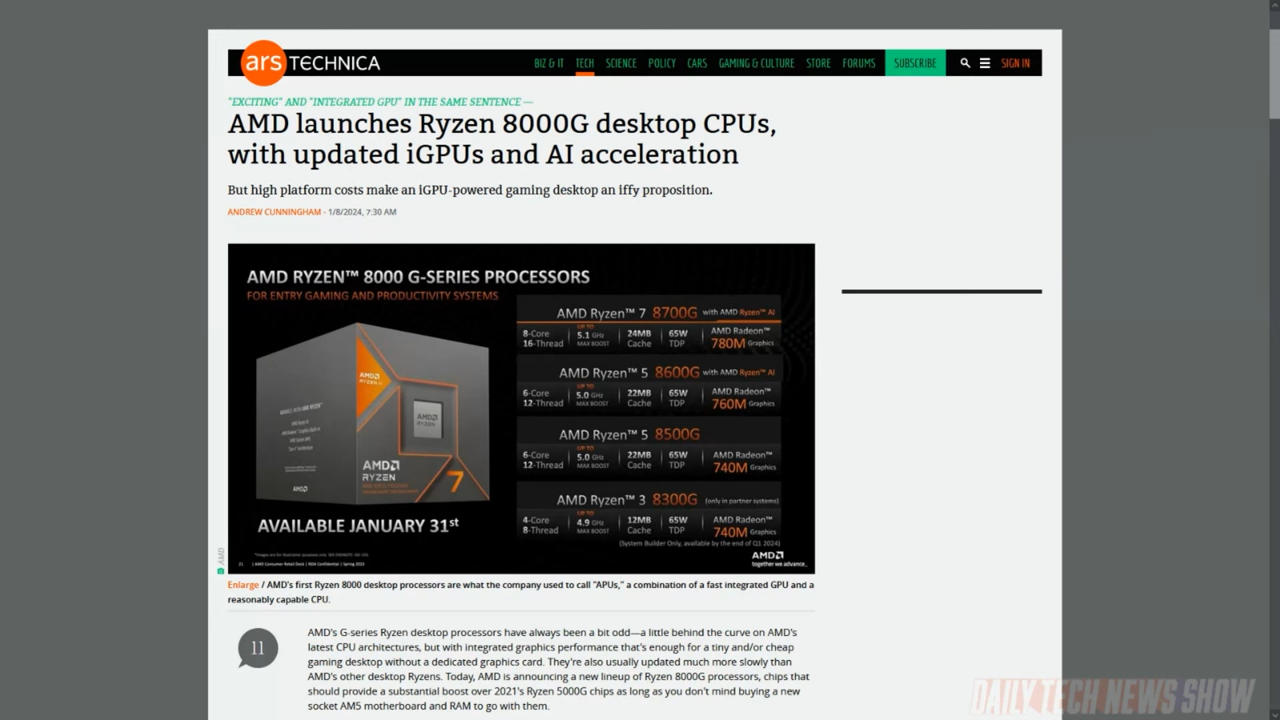 ars TECHNICA
BIZ & IT TECH SCIENCE POLICY CARS GAMING & CULTURE STORE FORUMS SUBSCRIBE SIGN IN
"EXCITING" AND "INTEGRATED GPU" IN THE SAME SENTENCE —
AMD launches Ryzen 8000G desktop CPUs,
with updated iGPUs and AI acceleration
But high platform costs make an iGPU-powered gaming desktop an iffy proposition.
ANDREW CUNNINGHAM - 1/8/2024, 7:30 AM
AMD RYZEN™ 8000 G-SERIES PROCESSORS
FOR ENTRY GAMING AND PRODUCTIVITY SYSTEMS
AMD Ryzen™ 7 8700G with AMD Ryzen™ AI
8-Core
16-Thread
UP TO
5.1 GHz
MAX BOOST
24MB
Cache
65W
TDP
AMD Radeon™
780M Graphics
AMD Ryzen™ 5 8600G with AMD Ryzen™ AI
6-Core
12-Thread
UP TO
5.0 GHz
MAX BOOST
22MB
Cache
65W
TDP
AMD Radeon™
760M Graphics
AMD Ryzen™ 5 8500G
6-Core
12-Thread
UP TO
5.0 GHz
MAX BOOST
22MB
Cache
65W
TDP
AMD Radeon™
740M Graphics
AMD Ryzen™ 3 8300G (only in partner systems)
4-Core
8-Thread
UP TO
4.9 GHz
MAX BOOST
12MB
Cache
65W
TDP
AMD Radeon™
740M Graphics
(System Builder Only, available by the end of Q1 2024)
AMD
RYZEN
AMD
RYZEN
AMD
RYZEN
7
AMD
AVAILABLE JANUARY 31st
AMD
together we advance_
AMD
Enlarge / AMD's first Ryzen 8000 desktop processors are what the company used to call "APUs," a combination of a fast integrated GPU and a
reasonably capable CPU.
11
AMD's G-series Ryzen desktop processors have always been a bit odd—a little behind the curve on AMD's
latest CPU architectures, but with integrated graphics performance that's enough for a tiny and/or cheap
gaming desktop without a dedicated graphics card. They're also usually updated much more slowly than
AMD's other desktop Ryzens. Today, AMD is announcing a new lineup of Ryzen 8000G processors, chips that
should provide a substantial boost over 2021's Ryzen 5000G chips as long as you don't mind buying a new
socket AM5 motherboard and RAM to go with them.
DAILY TECH NEWS SHOW